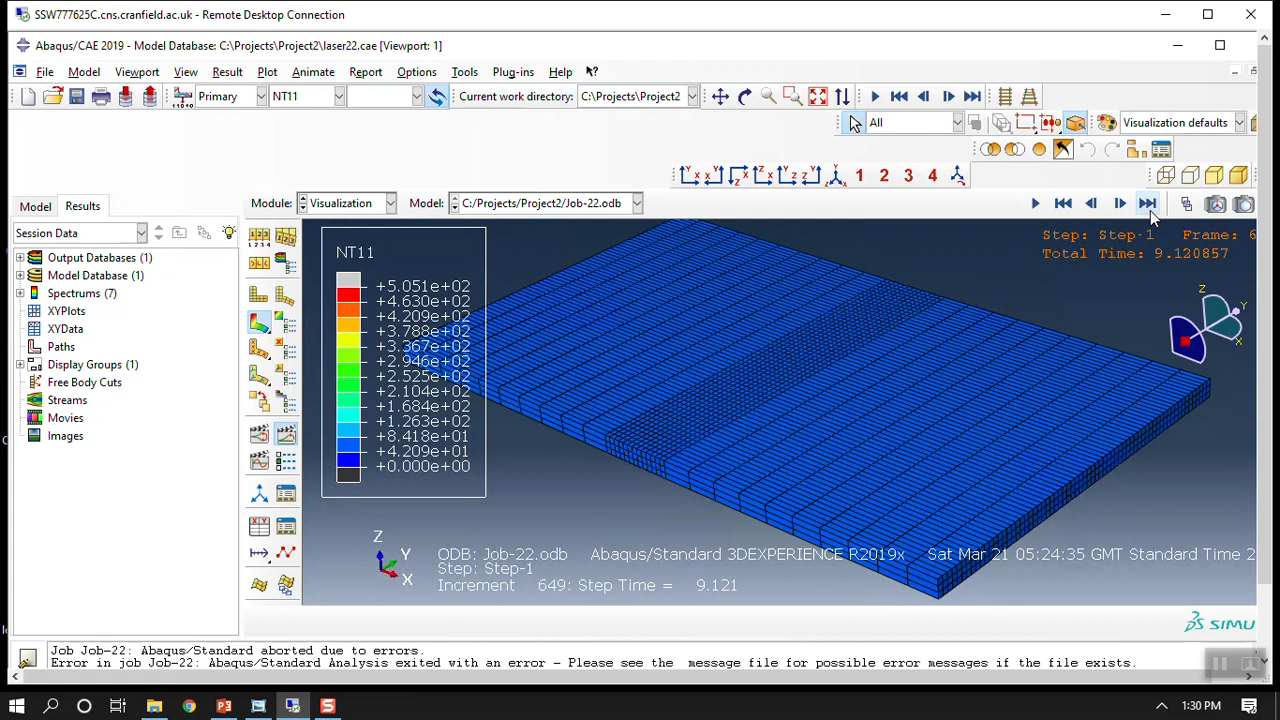 SSW777625C.cns.cranfield.ac.uk - Remote Desktop Connection
Abaqus/CAE 2019 - Model Database: C:\Projects\Project2\laser22.cae [Viewport: 1]
File Model Viewport View Result Plot Animate Report Options Tools Plug-ins Help
Primary NT11 Current work directory: C:\Projects\Project2
All Visualization defaults
1 2 3 4
Model Results Module: Visualization Model: C:/Projects/Project2/Job-22.odb
Session Data
Output Databases (1)
Model Database (1)
Spectrums (7)
XYPlots
XYData
Paths
Display Groups (1)
Free Body Cuts
Streams
Movies
Images
Step: Step-1 Frame: 6
Total Time: 9.120857
NT11
+5.051e+02
+4.630e+02
+4.209e+02
+3.788e+02
+3.367e+02
+2.946e+02
+2.525e+02
+2.104e+02
+1.684e+02
+1.263e+02
+8.418e+01
+4.209e+01
+0.000e+00
Z
Y
X
Z
Y
X
ODB: Job-22.odb Abaqus/Standard 3DEXPERIENCE R2019x Sat Mar 21 05:24:35 GMT Standard Time 2
Step: Step-1
Increment 649: Step Time = 9.121
SIMU
Job Job-22: Abaqus/Standard aborted due to errors.
Error in job Job-22: Abaqus/Standard Analysis exited with an error - Please see the message file for possible error messages if the file exists.
1:30 PM